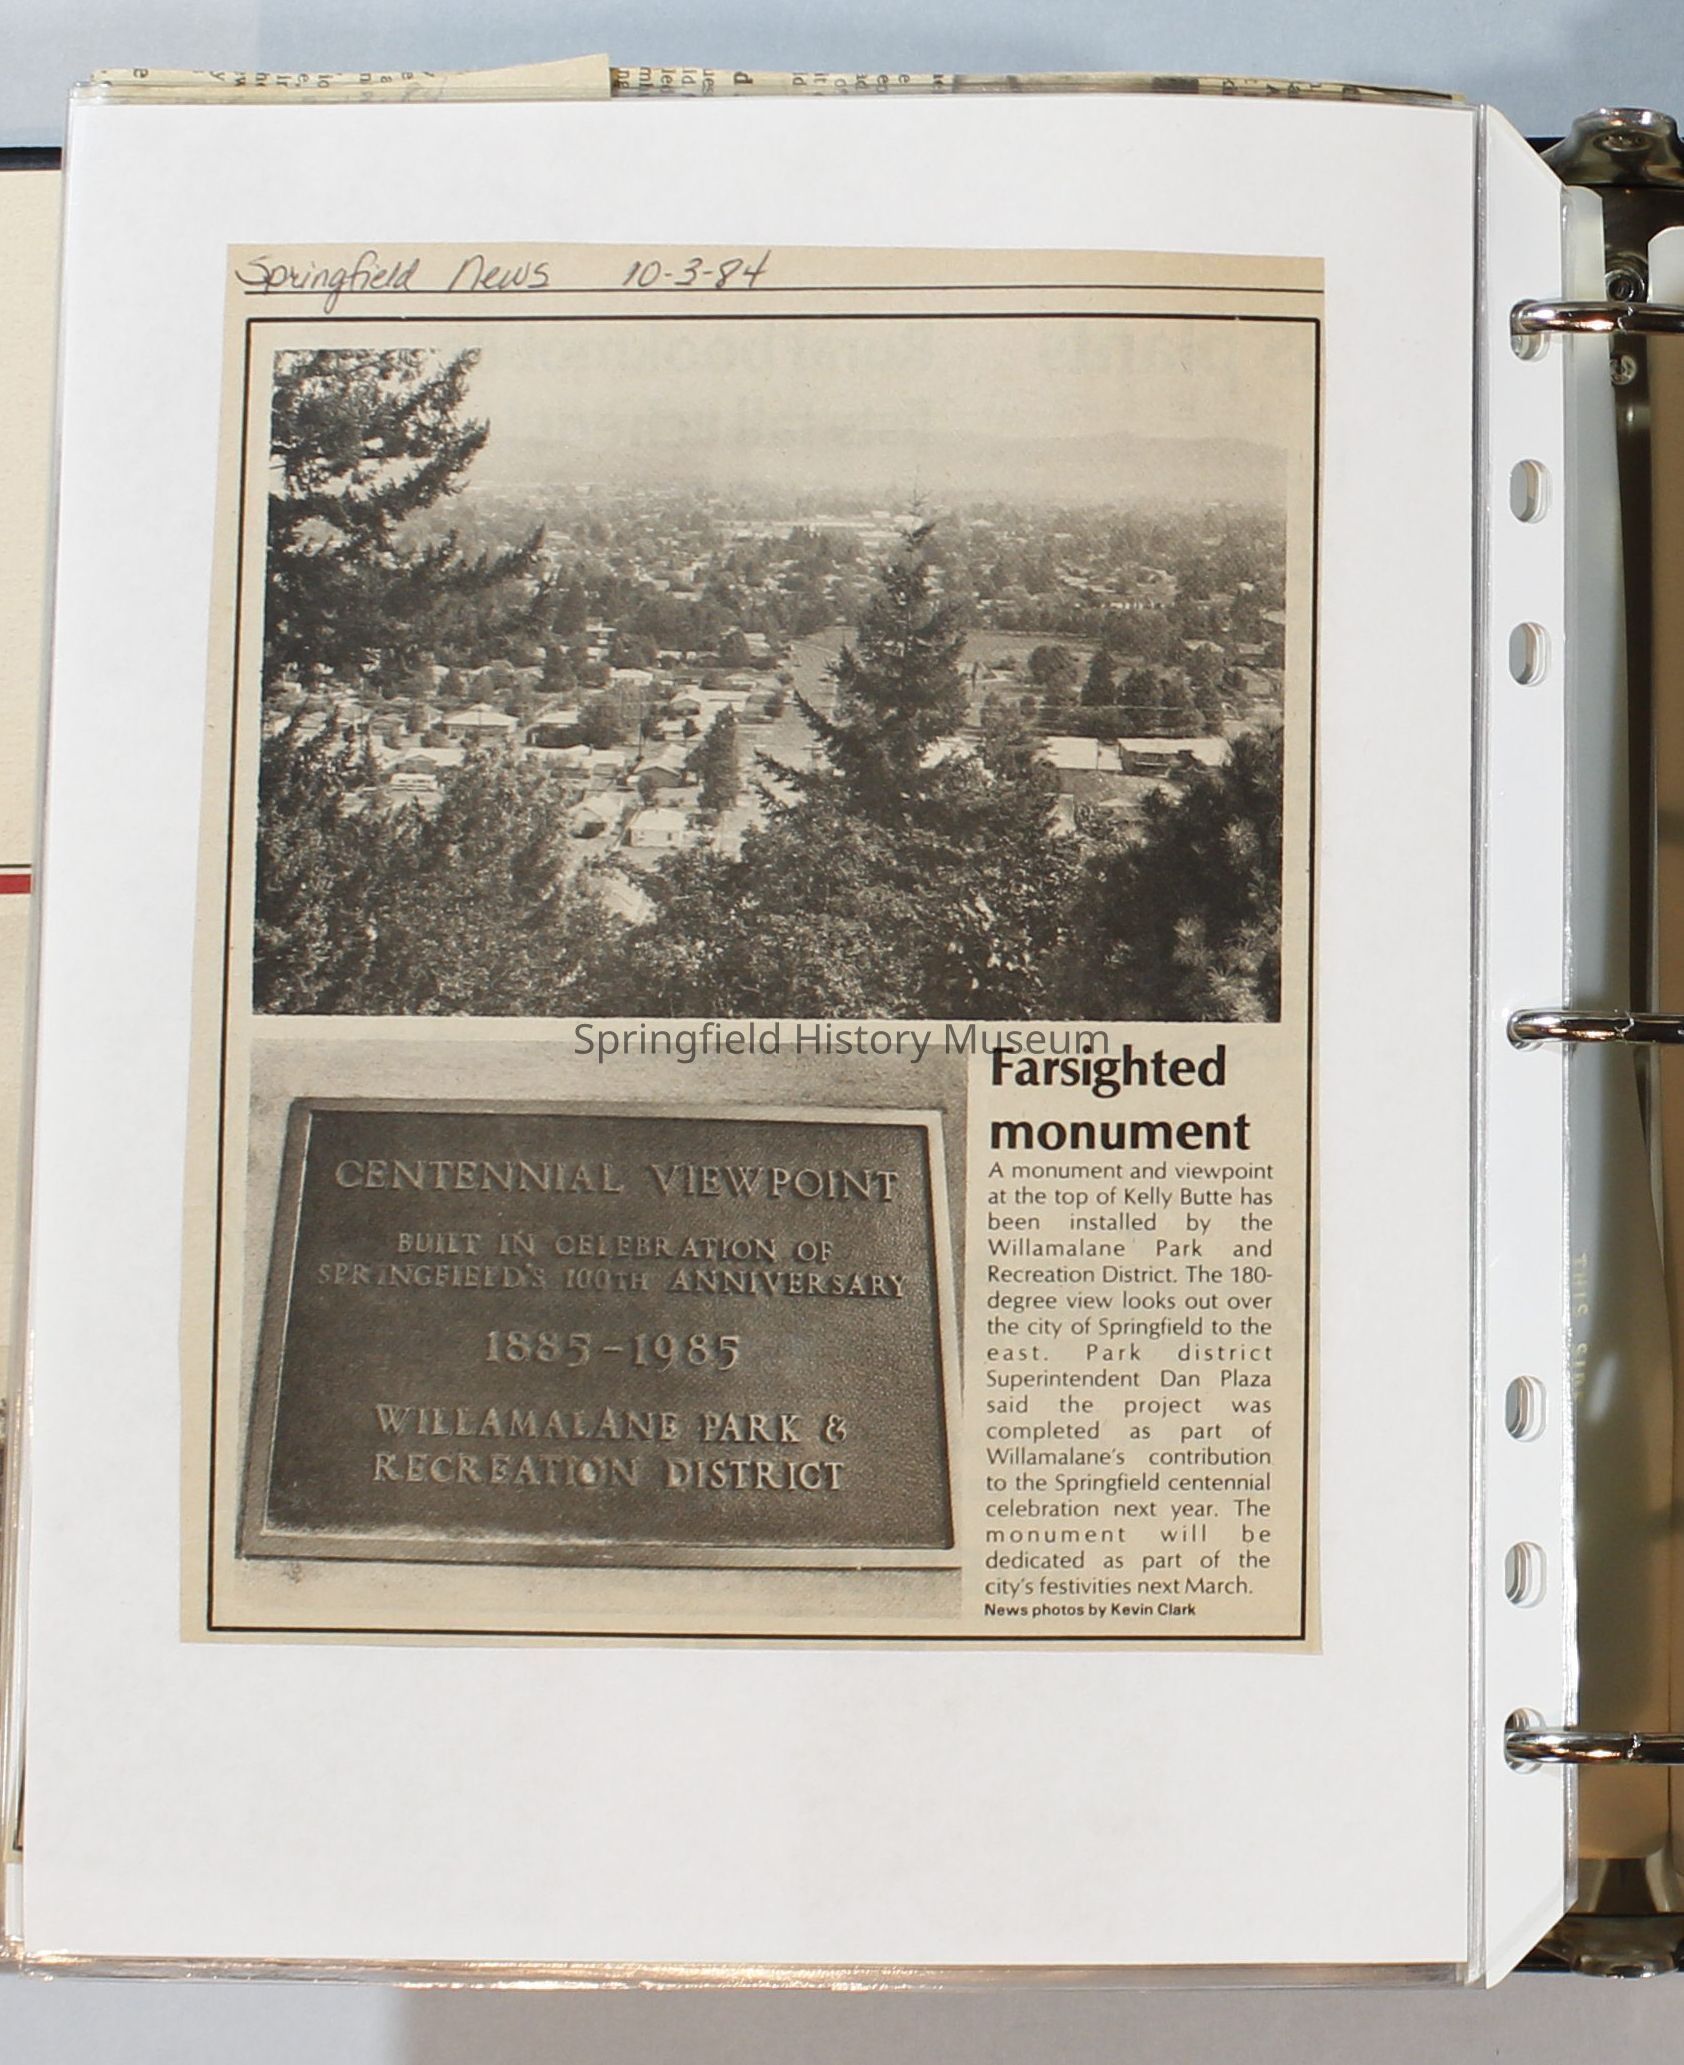 Springfield News 10-3-84
Springfield History Museum
CENTENNIAL VIEWPOINT
BUILT IN CELEBRATION OF
SPRINGFIELD'S 100TH ANNIVERSARY
1885-1985
WILLAMALANE PARK &
RECREATION DISTRICT
Farsighted
monument
A monument and viewpoint
at the top of Kelly Butte has
been installed by the
Willamalane Park and
Recreation District. The 180-
degree view looks out over
the city of Springfield to the
east. Park district
Superintendent Dan Plaza
said the project was
completed as part of
Willamalane's contribution
to the Springfield centennial
celebration next year. The
monument will be
dedicated as part of the
city's festivities next March.
News photos by Kevin Clark